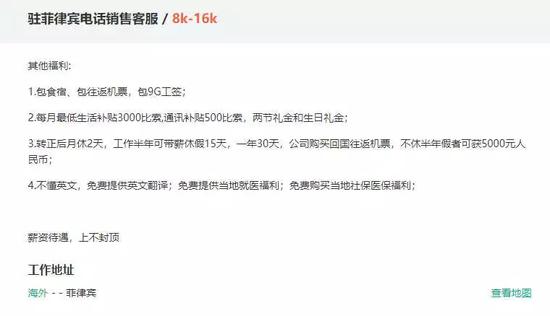 驻菲律宾电话销售客服 / 8k-16k
其他福利:
1.包食宿、包往返机票，包9G工签；
2.每月最低生活补贴3000比索,通讯补贴500比索，两节礼金和生日礼金；
3.转正后月休2天，工作半年可带薪休假15天，一年30天，公司购买回国往返机票，不休半年假者可获5000元人
民币；
4.不懂英文，免费提供英文翻译；免费提供当地就医福利；免费购买当地社保医保福利；
薪资待遇，上不封顶
工作地址
海外 - - 菲律宾 查看地图